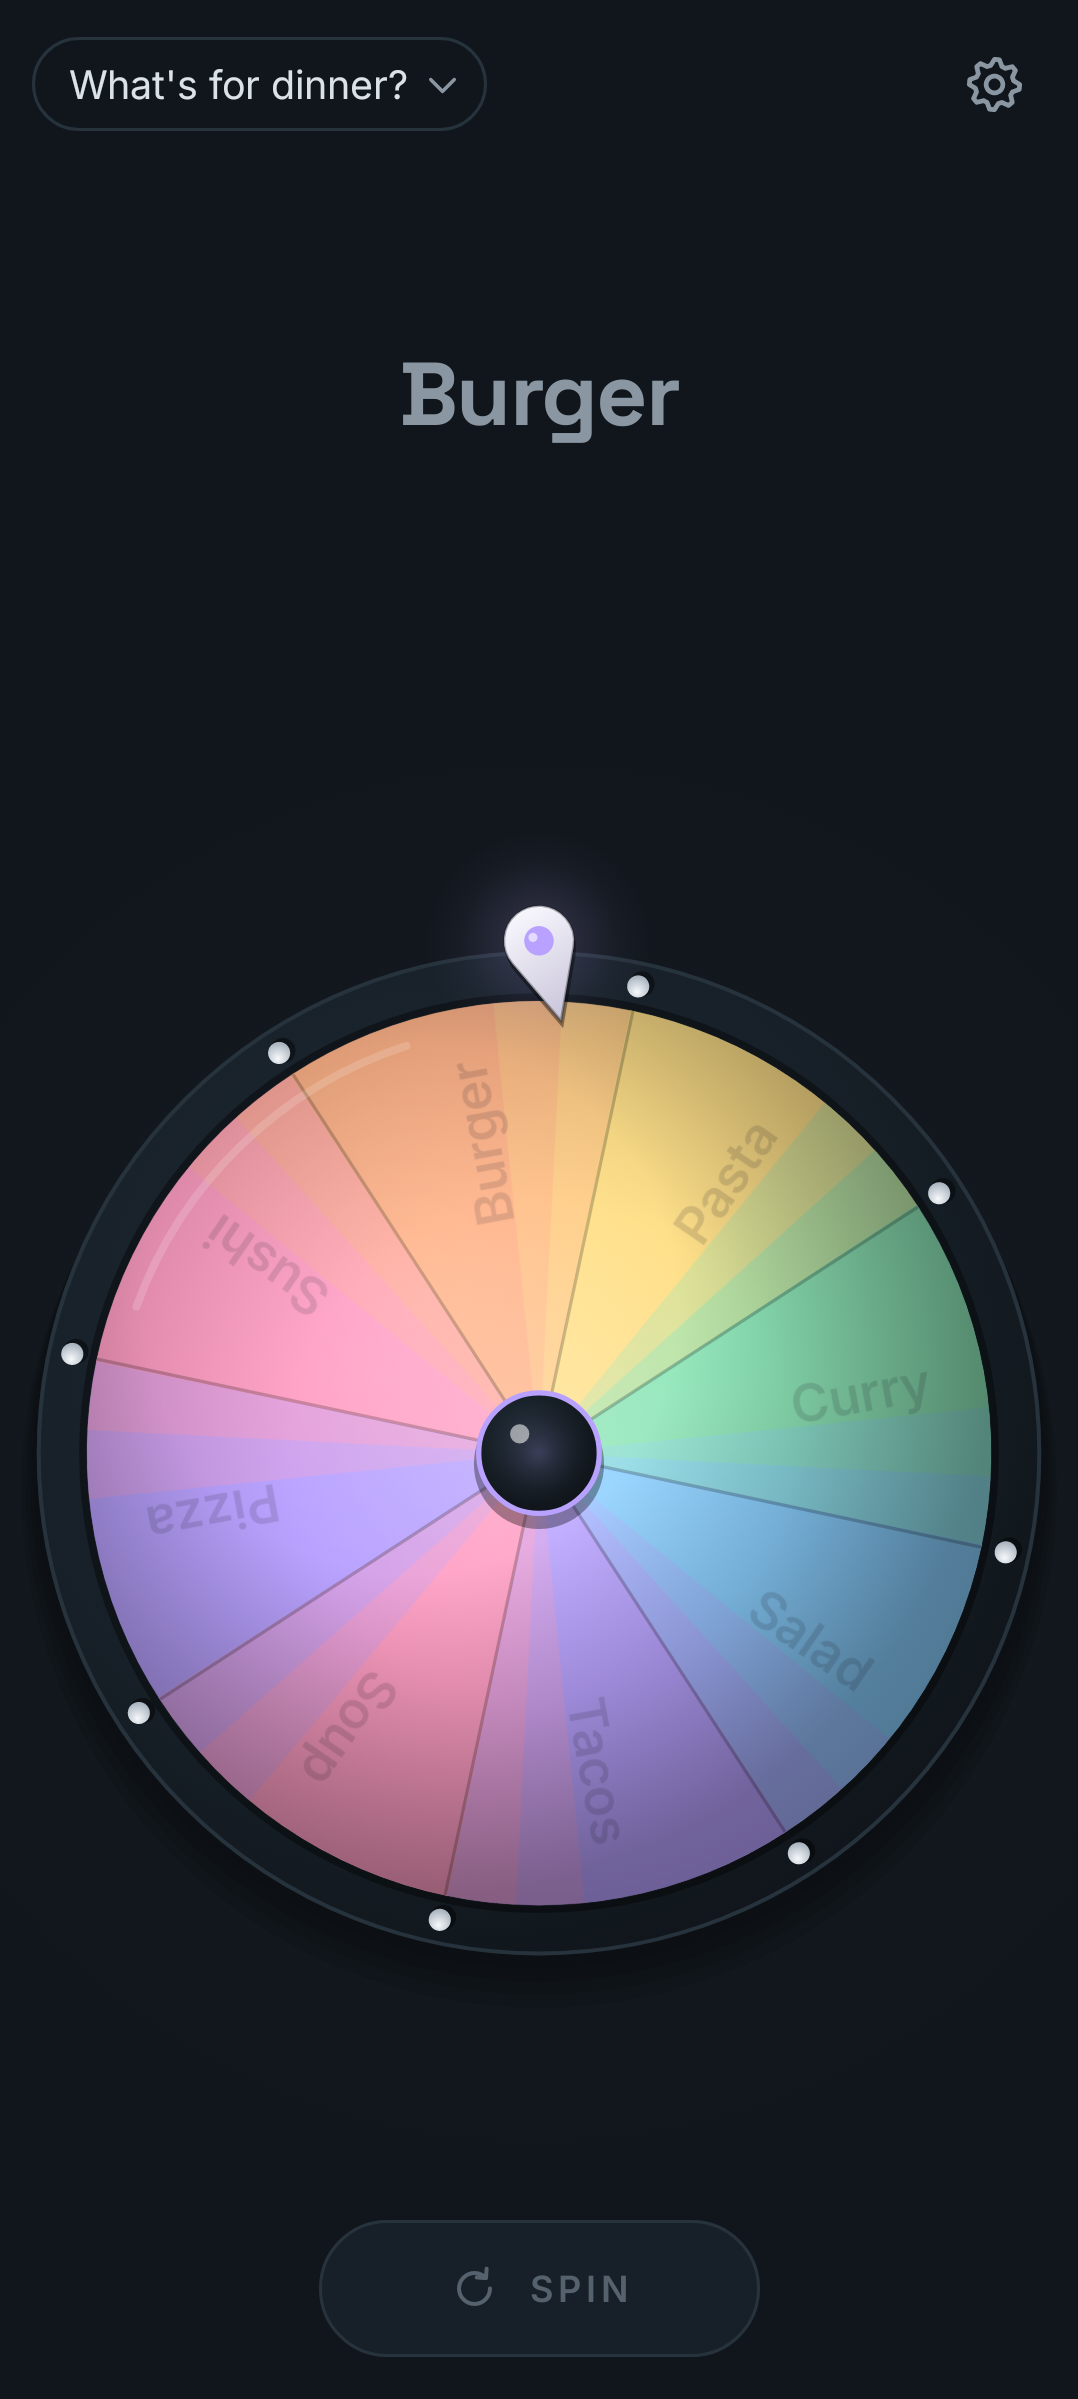 What's for dinner?
Burger
Burger
Pasta
Curry
Salad
Tacos
Soup
Pizza
Sushi
SPIN